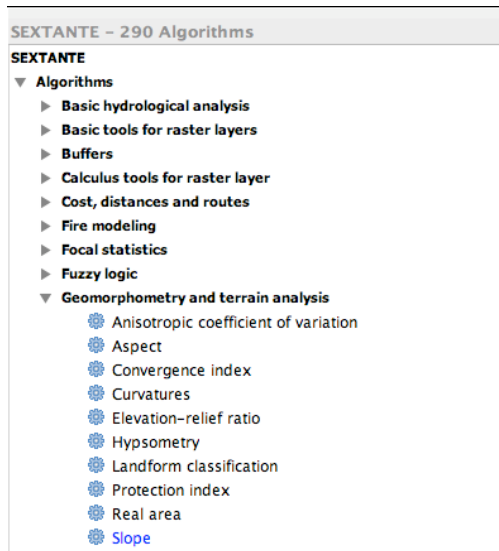 SEXTANTE – 290 Algorithms
SEXTANTE
Algorithms
Basic hydrological analysis
Basic tools for raster layers
Buffers
Calculus tools for raster layer
Cost, distances and routes
Fire modeling
Focal statistics
Fuzzy logic
Geomorphometry and terrain analysis
Anisotropic coefficient of variation
Aspect
Convergence index
Curvatures
Elevation-relief ratio
Hypsometry
Landform classification
Protection index
Real area
Slope